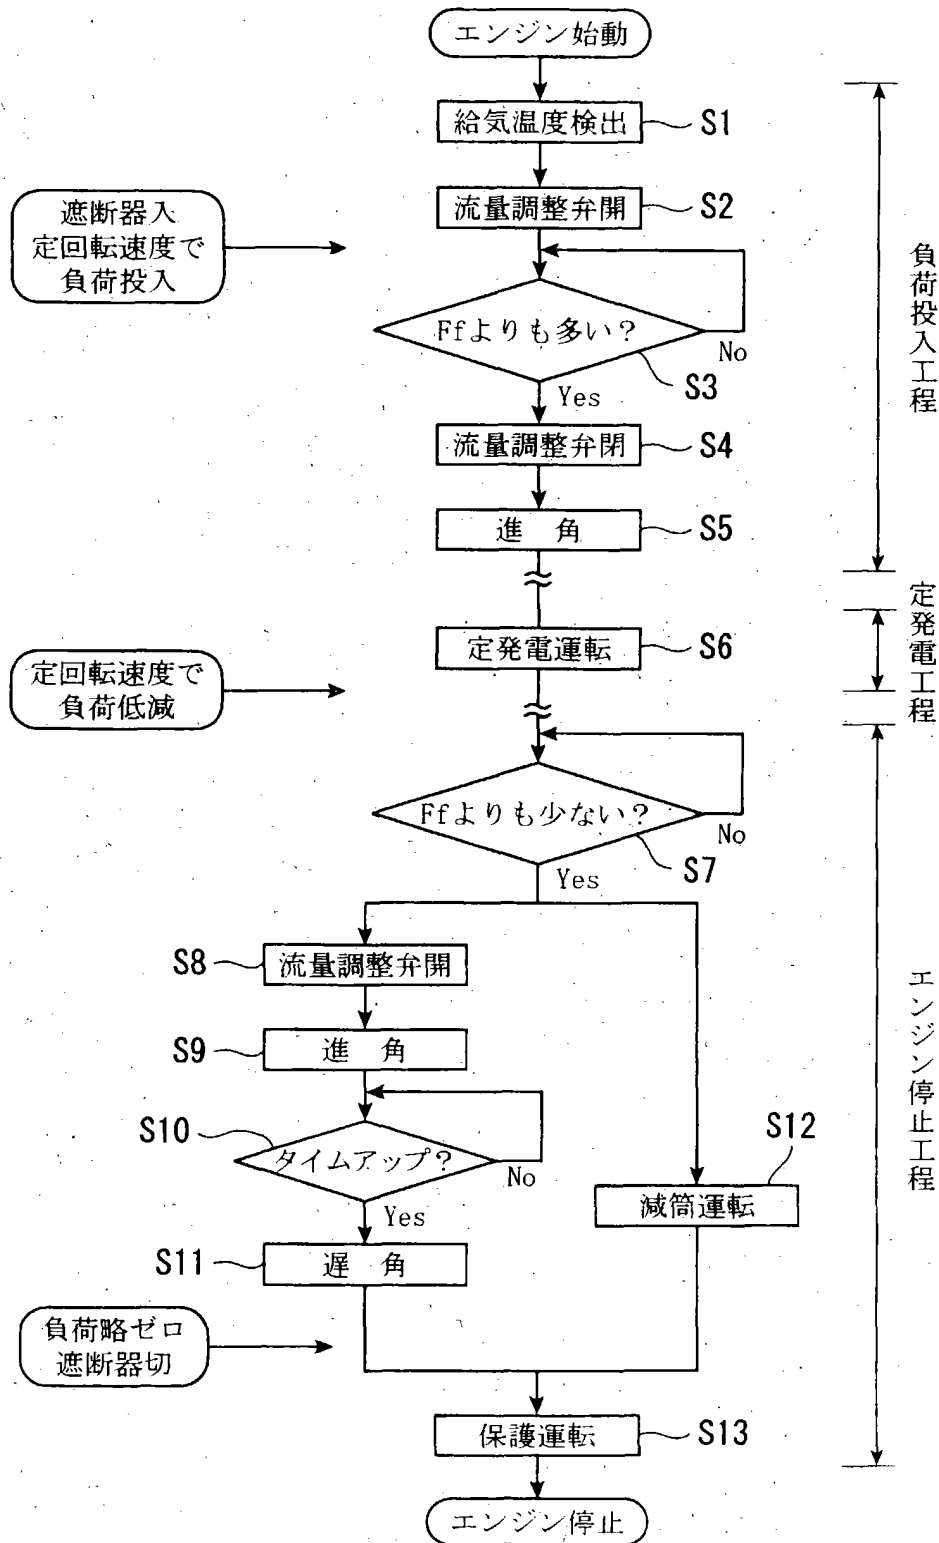 エンジン始動
給気温度検出
S1
流量調整弁開
S2
遮断器入
定回転速度で
負荷投入
Ffよりも多い?
No
S3
Yes
流量調整弁閉
S4
進 角
S5
負荷投入工程
定発電運転
S6
定発電工程
定回転速度で
負荷低減
Ffよりも少ない?
No
S7
Yes
S8
流量調整弁開
S9
進 角
S10
タイムアップ?
No
Yes
S11
遅 角
S12
減筒運転
エンジン停止工程
負荷略ゼロ
遮断器切
保護運転
S13
エンジン停止